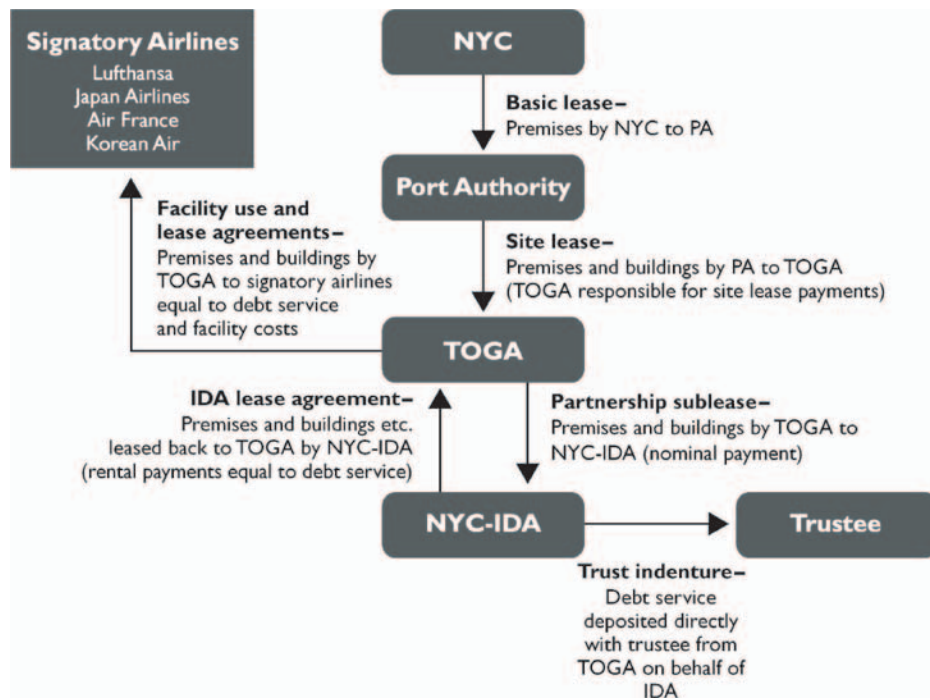 Signatory Airlines
Lufthansa
Japan Airlines
Air France
Korean Air
NYC
Basic lease–
Premises by NYC to PA
Port Authority
Facility use and
lease agreements–
Premises and buildings by
TOGA to signatory airlines
equal to debt service
and facility costs
Site lease–
Premises and buildings by PA to TOGA
(TOGA responsible for site lease payments)
TOGA
IDA lease agreement–
Premises and buildings etc.
leased back to TOGA by NYC-IDA
(rental payments equal to debt service)
Partnership sublease–
Premises and buildings by TOGA to
NYC-IDA (nominal payment)
NYC-IDA
Trustee
Trust indenture–
Debt service
deposited directly
with trustee from
TOGA on behalf of
IDA